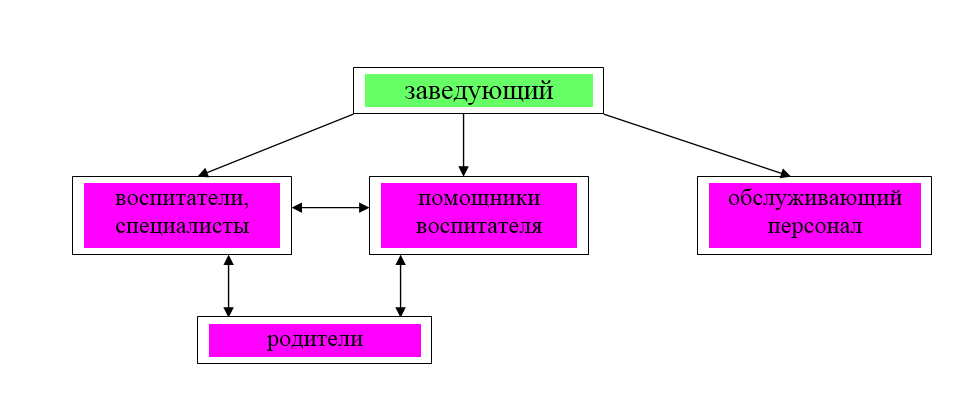 заведующий
воспитатели,
специалисты
помощники
воспитателя
обслуживающий
персонал
родители